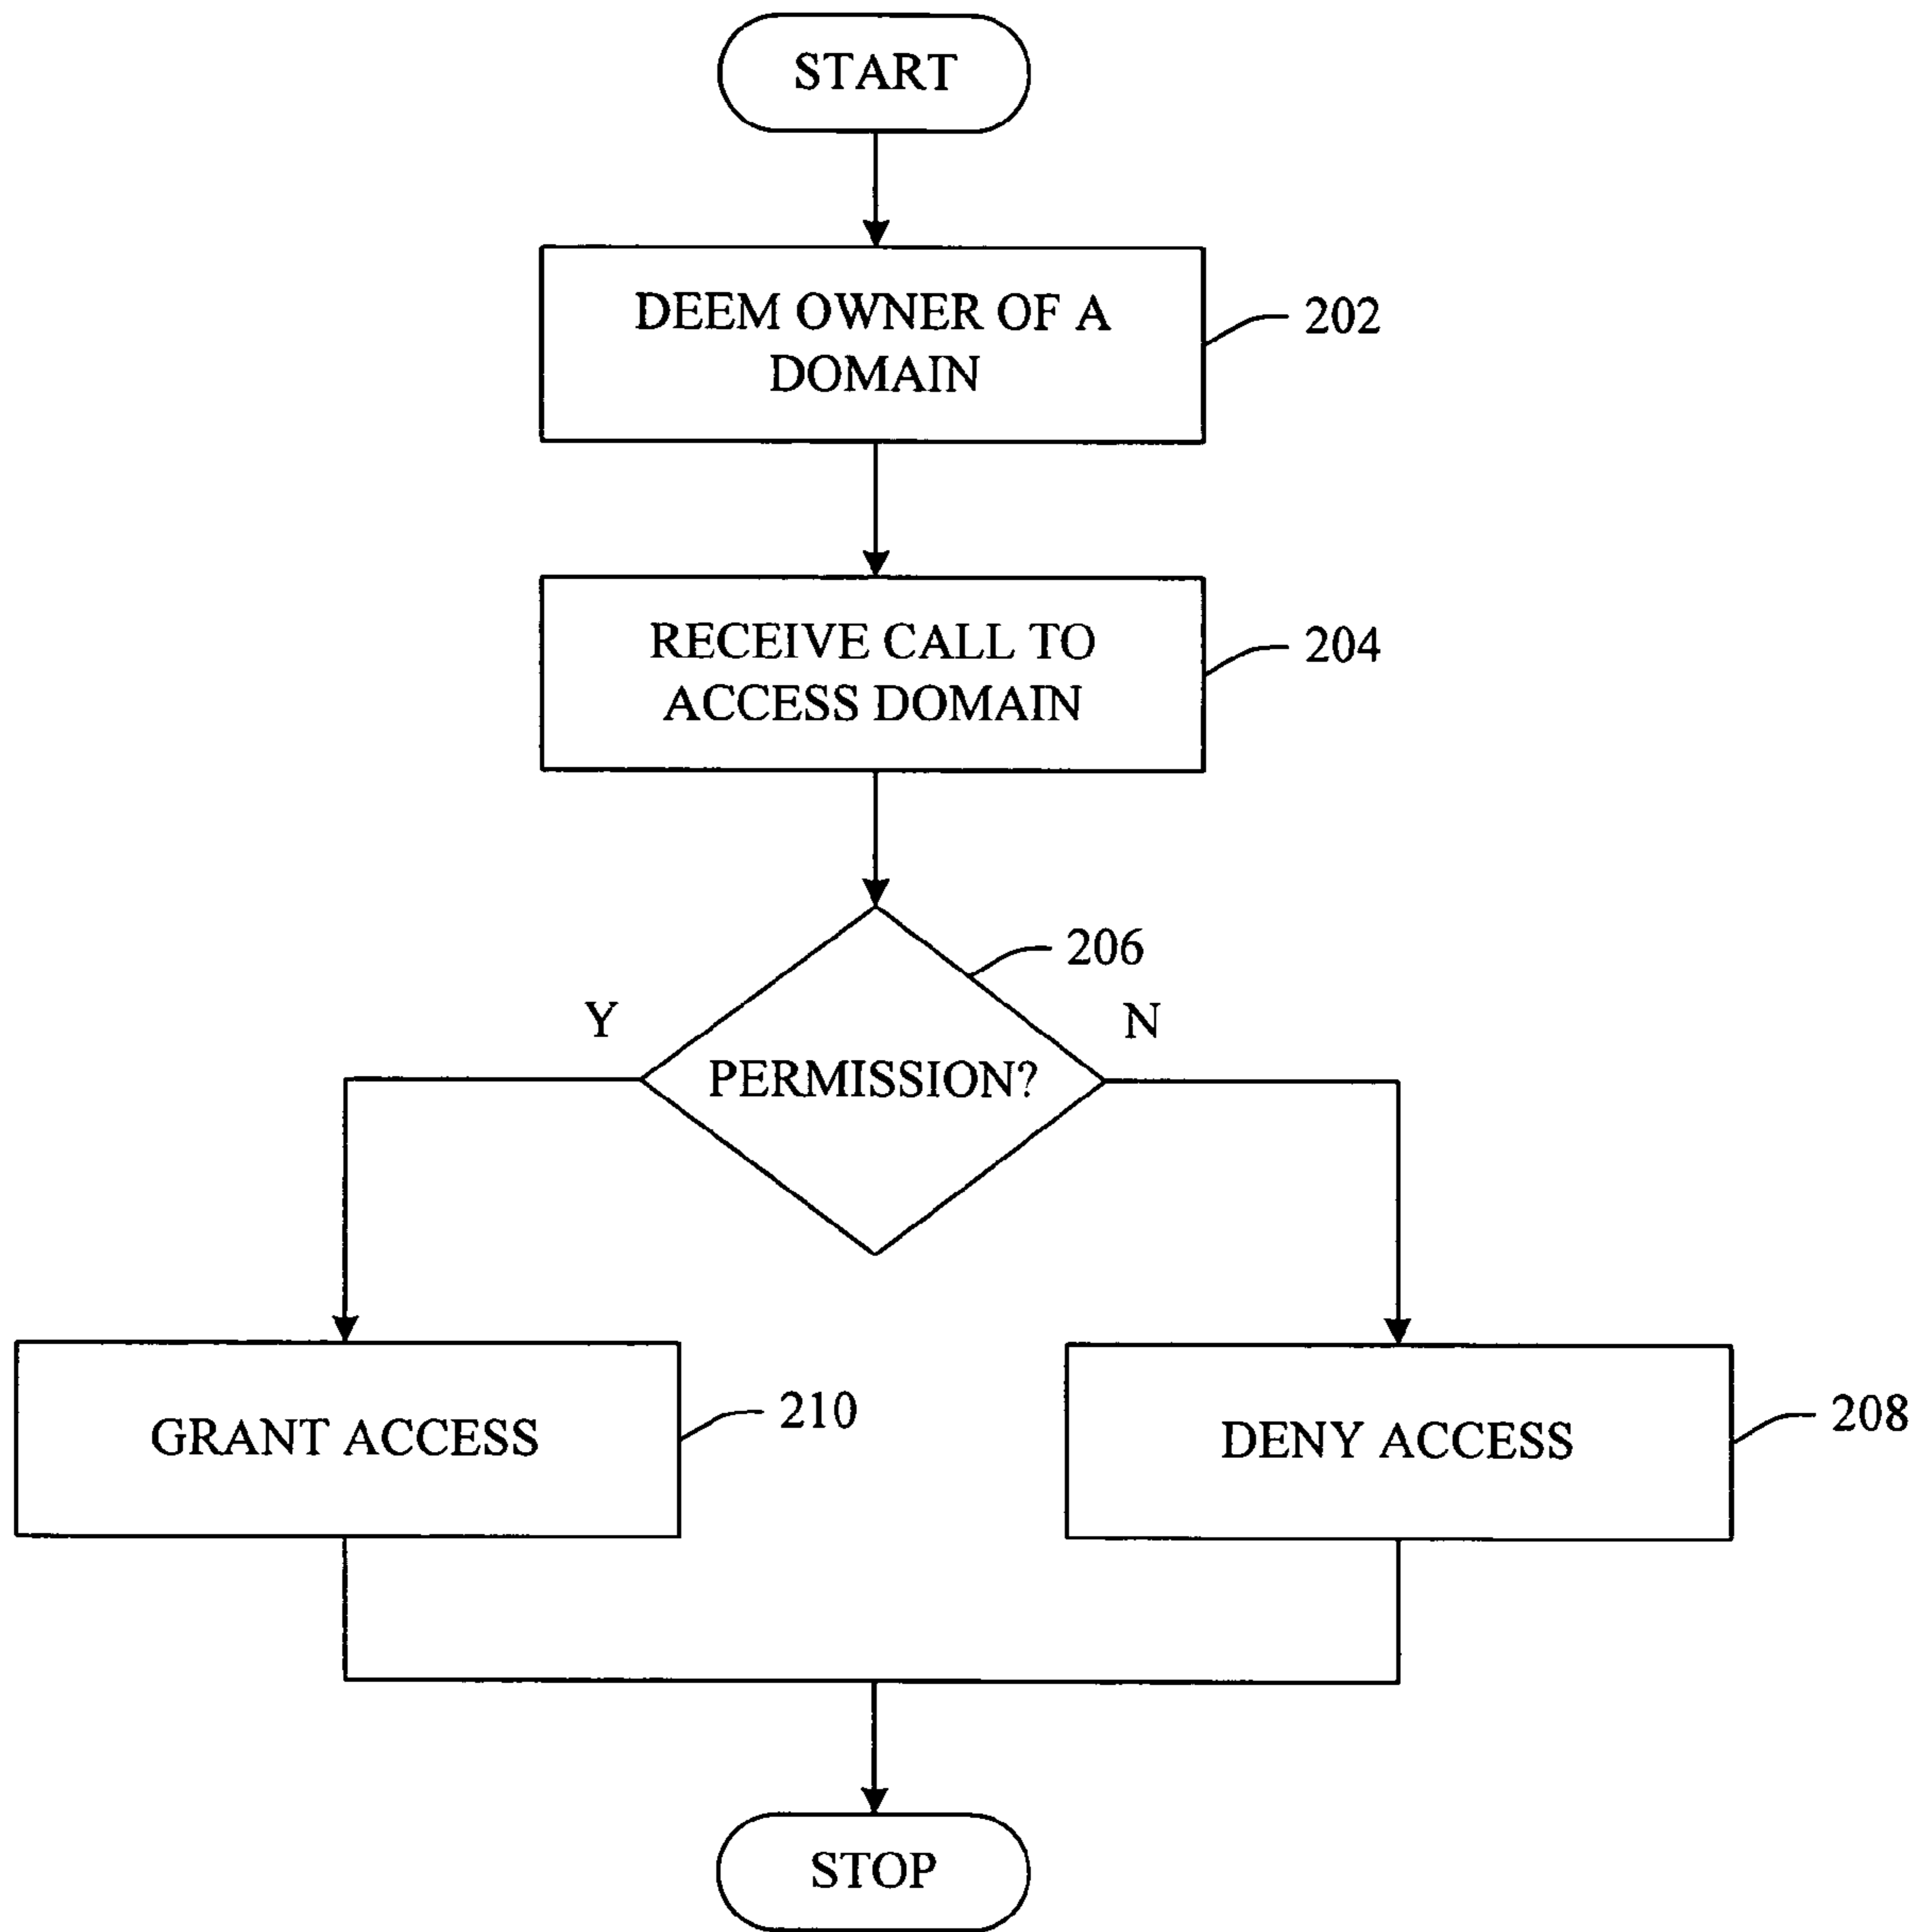 START
DEEM OWNER OF A
DOMAIN
202
RECEIVE CALL TO
ACCESS DOMAIN
204
206
Y
N
PERMISSION?
GRANT ACCESS
210
DENY ACCESS
208
STOP